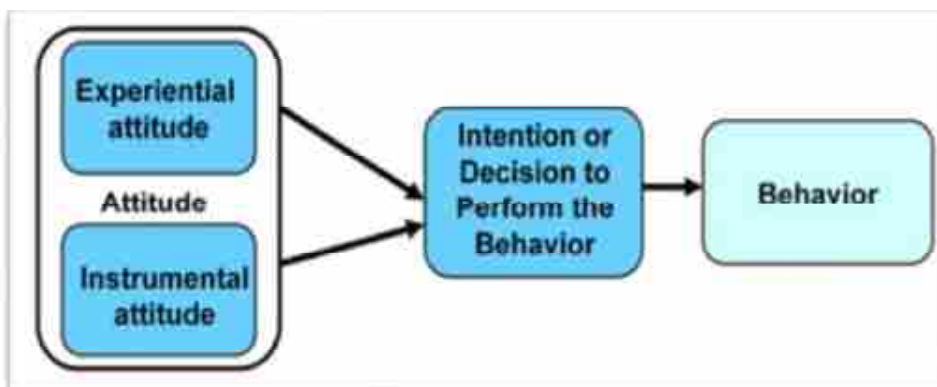 Experiential
attitude
Attitude
Instrumental
attitude
Intention or
Decision to
Perform the
Behavior
Behavior